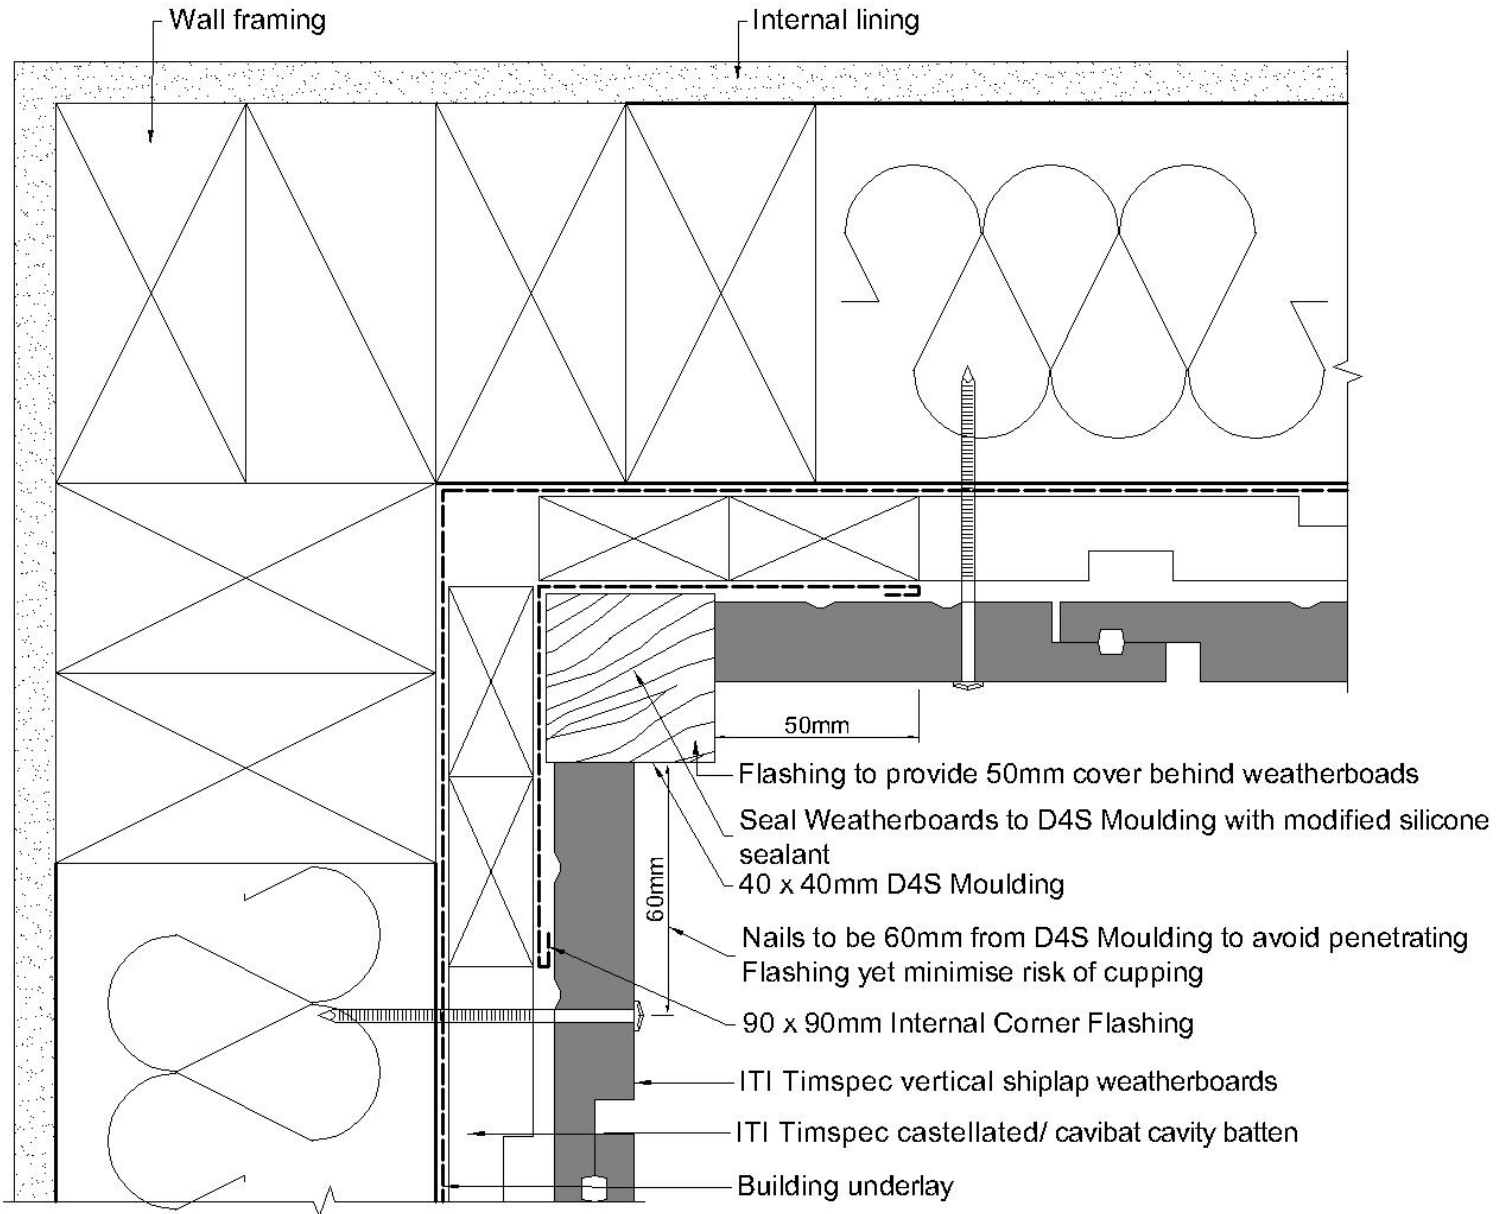 Wall framing
Internal lining
50mm
Flashing to provide 50mm cover behind weatherboads
Seal Weatherboards to D4S Moulding with modified silicone
sealant
40 x 40mm D4S Moulding
60mm
Nails to be 60mm from D4S Moulding to avoid penetrating
Flashing yet minimise risk of cupping
90 x 90mm Internal Corner Flashing
ITI Timspec vertical shiplap weatherboards
ITI Timspec castellated/ cavibat cavity batten
Building underlay